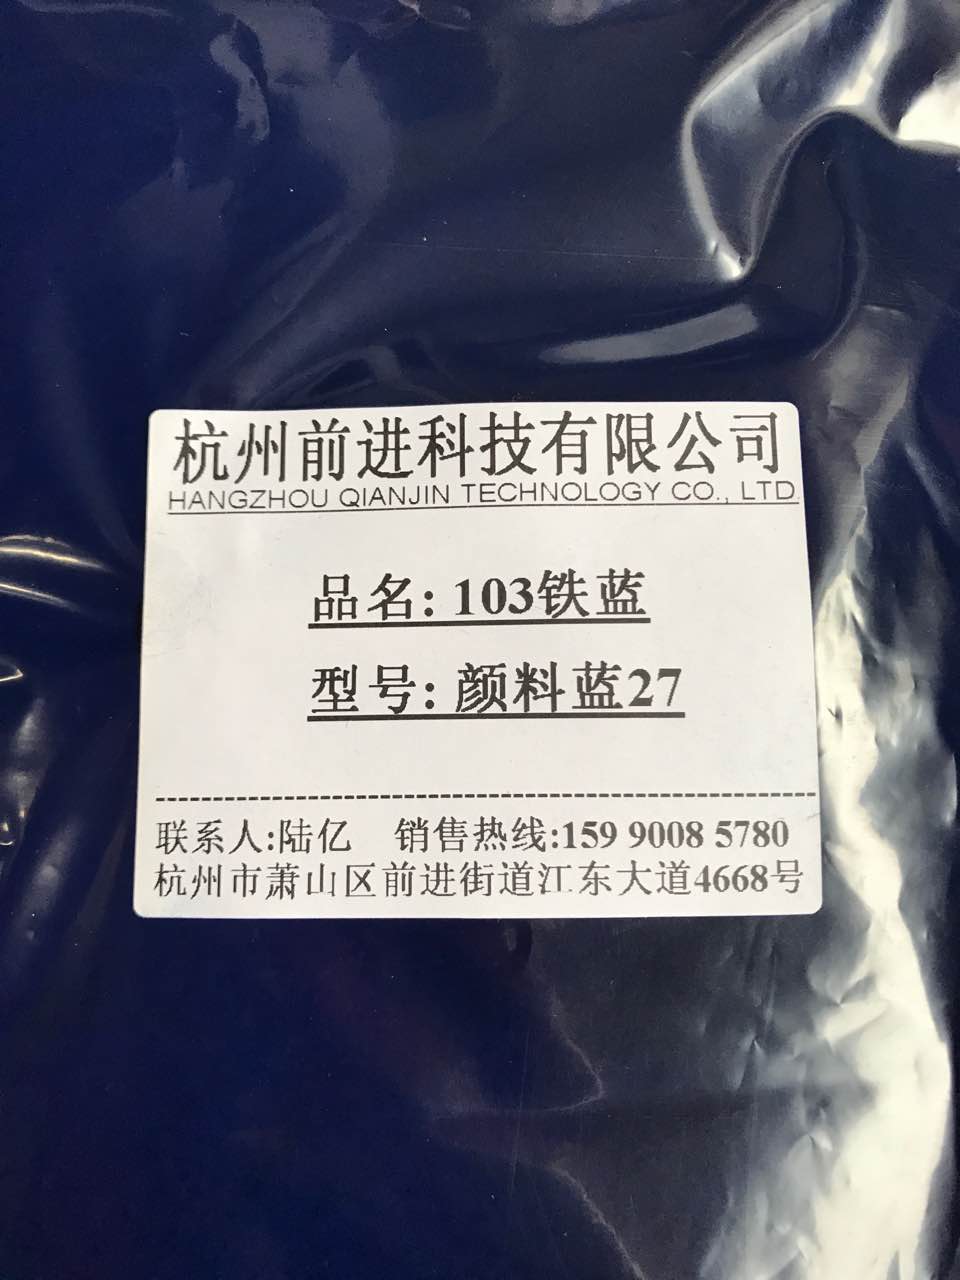 杭州前进科技有限公司
HANGZHOU QIANJIN TECHNOLOGY CO., LTD.
品名: 103铁蓝
型号: 颜料蓝27
联系人:陆亿 销售热线:159 9008 5780
杭州市萧山区前进街道江东大道4668号